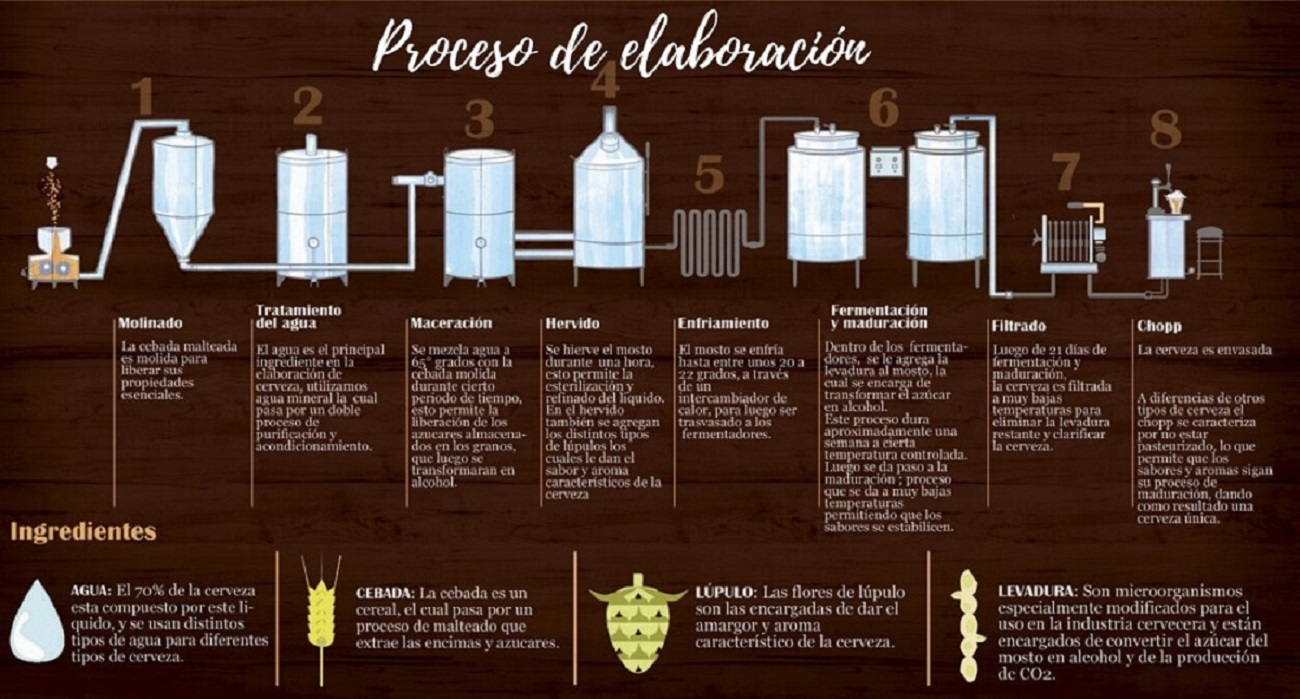 Proceso de elaboración
1
2
3
4
5
6
7
8
Molinado
La cebada malteada
es molida para
liberar sus
propiedades
esenciales.
Tratamiento
del agua
El agua es el principal
ingrediente en la
elaboración de
cerveza, utilizamos
agua mineral la cual
pasa por un doble
proceso de
purificación y
acondicionamiento.
Maceración
Se mezcla agua a
65° grados con la
cebada molida
durante cierto
periodo de tiempo,
esto permite la
liberación de los
azucares almacena-
dos en los granos,
que luego se
transformaran en
alcohol.
Hervido
Se hierve el mosto
durante una hora,
esto permite la
esterilización y
refinado del líquido.
En el hervido
también se agregan
los distintos tipos
de lúpulos los
cuales le dan el
sabor y aroma
característicos de la
cerveza
Enfriamiento
El mosto se enfría
hasta entre unos 20 a
22 grados, a través
de un
intercambiador de
calor, para luego ser
trasvasado a los
fermentadores.
Fermentación
y maduración
Dentro de los fermenta-
dores, se le agrega la
levadura al mosto, la
cual se encarga de
transformar el azúcar
en alcohol.
Este proceso dura
aproximadamente una
semana a cierta
temperatura controlada.
Luego se da paso a la
maduración ; proceso
que se da a muy bajas
temperaturas
permitiendo que los
sabores se estabilicen.
Filtrado
Luego de 21 días de
fermentación y
maduración,
la cerveza es filtrada
a muy bajas
temperaturas para
eliminar la levadura
restante y clarificar
la cerveza.
Chopp
La cerveza es envasada
A diferencias de otros
tipos de cerveza el
chopp se caracteriza
por no estar
pasteurizado, lo que
permite que los
sabores y aromas sigan
su proceso de
maduración, dando
como resultado una
cerveza única.
Ingredientes
AGUA: El 70% de la cerveza
esta compuesto por este lí-
quido, y se usan distintos
tipos de agua para diferentes
tipos de cerveza.
CEBADA: La cebada es un
cereal, el cual pasa por un
proceso de malteado que
extrae las encimas y azucares.
LÚPULO: Las flores de lúpulo
son las encargadas de dar el
amargor y aroma
característico de la cerveza.
LEVADURA: Son microorganismos
especialmente modificados para el
uso en la industria cervecera y están
encargados de convertir el azúcar del
mosto en alcohol y de la producción
de CO2.